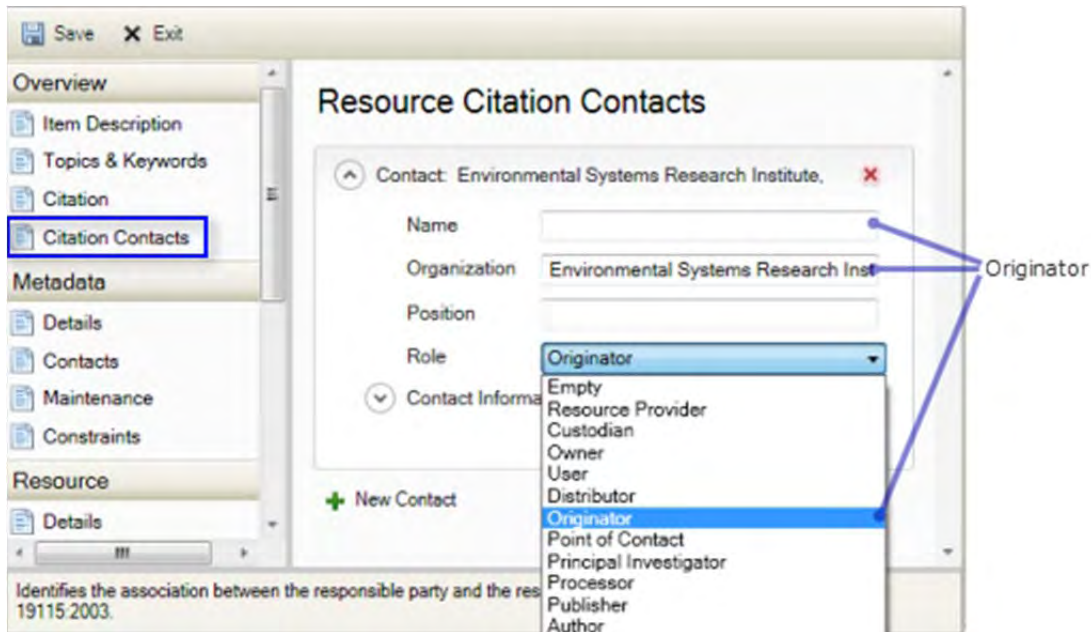 Save Exit
Overview
Item Description
Topics & Keywords
Citation
Citation Contacts
Metadata
Details
Contacts
Maintenance
Constraints
Resource
Details
Resource Citation Contacts
Contact: Environmental Systems Research Institute,
Name
Organization Environmental Systems Research Inst
Position
Role Originator
Contact Informa
Empty
Resource Provider
Custodian
Owner
User
Distributor
Originator
Point of Contact
Principal Investigator
Processor
Publisher
Author
New Contact
Originator
Identifies the association between the responsible party and the res
19115:2003.